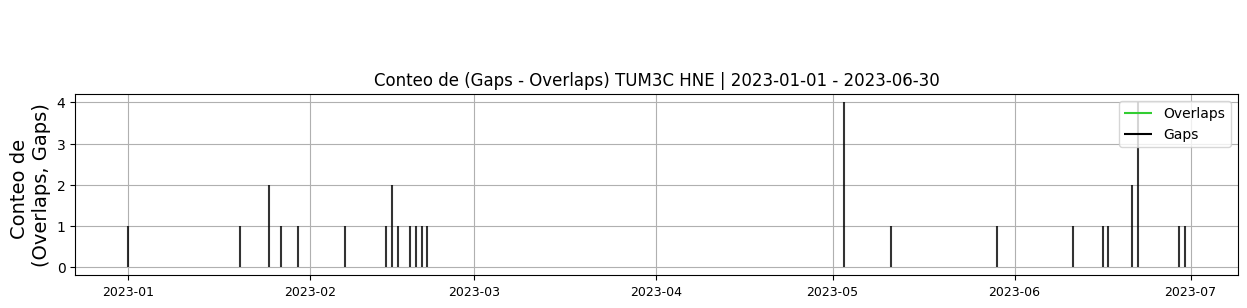 Conteo de (Gaps - Overlaps) TUM3C HNE | 2023-01-01 - 2023-06-30
Conteo de
(Overlaps, Gaps)
4
3
2
1
0
Overlaps
Gaps
2023-01
2023-02
2023-03
2023-04
2023-05
2023-06
2023-07